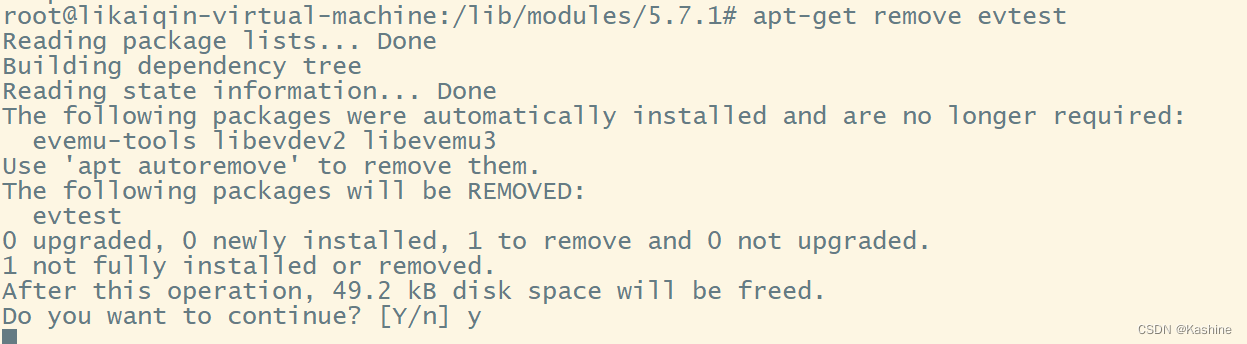 root@likaiqin-virtual-machine:/lib/modules/5.7.1# apt-get remove evtest
Reading package lists... Done
Building dependency tree
Reading state information... Done
The following packages were automatically installed and are no longer required:
  evemu-tools libevdev2 libevemu3
Use 'apt autoremove' to remove them.
The following packages will be REMOVED:
  evtest
0 upgraded, 0 newly installed, 1 to remove and 0 not upgraded.
1 not fully installed or removed.
After this operation, 49.2 kB disk space will be freed.
Do you want to continue? [Y/n] y
CSDN @Kashine